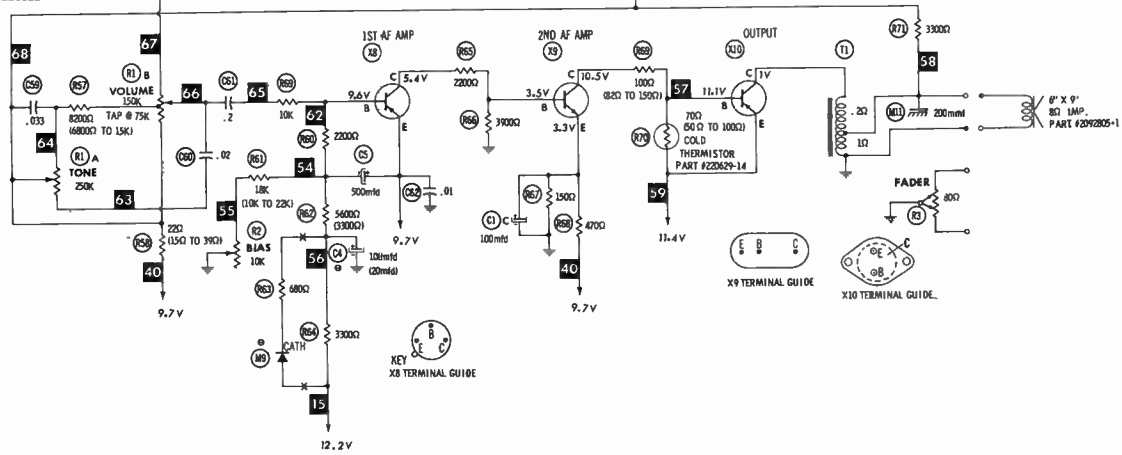 68
67
C59
.033
R57
8200Ω
(6800Ω TO 15K)
R1 B
VOLUME
150K
TAP @ 75K
66
C61
.2
65
R69
10K
62
64
R1 A
TONE
250K
63
C60
.02
R58
22Ω
(15Ω TO 39Ω)
40
9.7V
R61
18K
(10K TO 22K)
55
R2
BIAS
10K
54
R60
2200Ω
C5
500mfd
R62
5600Ω
(3300Ω)
56
C4
100mfd
(20mfd)
R63
680Ω
R64
3300Ω
M9
CATH
15
12.2V
1ST AF AMP
X8
C
5.4V
9.6V
B
E
C62
.01
9.7V
R65
2200Ω
R66
3900Ω
KEY
B
E
C
X8 TERMINAL GUIDE
2ND AF AMP
X9
C
10.5V
3.5V
B
E
3.3V
C1 C
100mfd
R67
150Ω
R68
470Ω
40
9.7V
R69
100Ω
(82Ω TO 150Ω)
57
R70
70Ω
(50Ω TO 100Ω)
COLD
THERMISTOR
PART #220629-14
59
11.4V
OUTPUT
X10
C
1V
11.1V
B
E
T1
.2Ω
1Ω
R71
3300Ω
58
M11
200mmf
6" X 9"
8Ω IMP.
PART #2092805+1
FADER
R3
80Ω
E B C
X9 TERMINAL GUIDE
E
C
B
X10 TERMINAL GUIDE